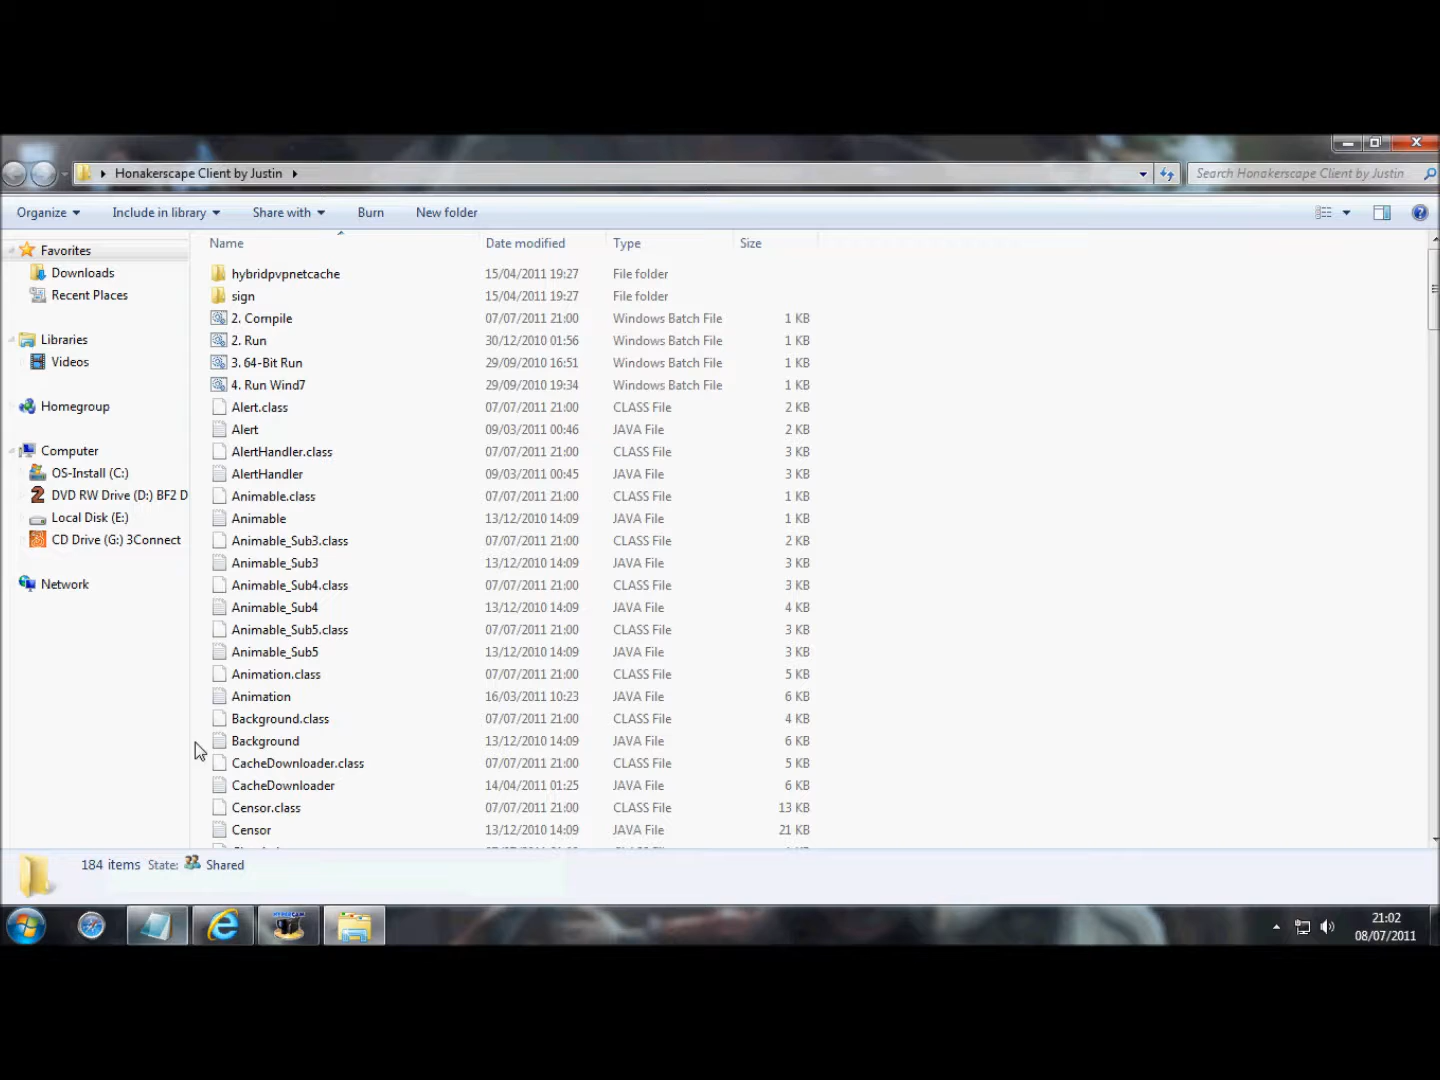 Honakerscape Client by Justin
Search Honakerscape Client by Justin
Organize Include in library Share with Burn New folder
Name Date modified Type Size
Favorites
Downloads
Recent Places
Libraries
Videos
Homegroup
Computer
OS-Install (C:)
DVD RW Drive (D:) BF2 D
Local Disk (E:)
CD Drive (G:) 3Connect
Network
hybridpvpnetcache 15/04/2011 19:27 File folder
sign 15/04/2011 19:27 File folder
2. Compile 07/07/2011 21:00 Windows Batch File 1 KB
2. Run 30/12/2010 01:56 Windows Batch File 1 KB
3. 64-Bit Run 29/09/2010 16:51 Windows Batch File 1 KB
4. Run Wind7 29/09/2010 19:34 Windows Batch File 1 KB
Alert.class 07/07/2011 21:00 CLASS File 2 KB
Alert 09/03/2011 00:46 JAVA File 2 KB
AlertHandler.class 07/07/2011 21:00 CLASS File 3 KB
AlertHandler 09/03/2011 00:45 JAVA File 3 KB
Animable.class 07/07/2011 21:00 CLASS File 1 KB
Animable 13/12/2010 14:09 JAVA File 1 KB
Animable_Sub3.class 07/07/2011 21:00 CLASS File 2 KB
Animable_Sub3 13/12/2010 14:09 JAVA File 3 KB
Animable_Sub4.class 07/07/2011 21:00 CLASS File 3 KB
Animable_Sub4 13/12/2010 14:09 JAVA File 4 KB
Animable_Sub5.class 07/07/2011 21:00 CLASS File 3 KB
Animable_Sub5 13/12/2010 14:09 JAVA File 3 KB
Animation.class 07/07/2011 21:00 CLASS File 5 KB
Animation 16/03/2011 10:23 JAVA File 6 KB
Background.class 07/07/2011 21:00 CLASS File 4 KB
Background 13/12/2010 14:09 JAVA File 6 KB
CacheDownloader.class 07/07/2011 21:00 CLASS File 5 KB
CacheDownloader 14/04/2011 01:25 JAVA File 6 KB
Censor.class 07/07/2011 21:00 CLASS File 13 KB
Censor 13/12/2010 14:09 JAVA File 21 KB
184 items State: Shared
21:02
08/07/2011